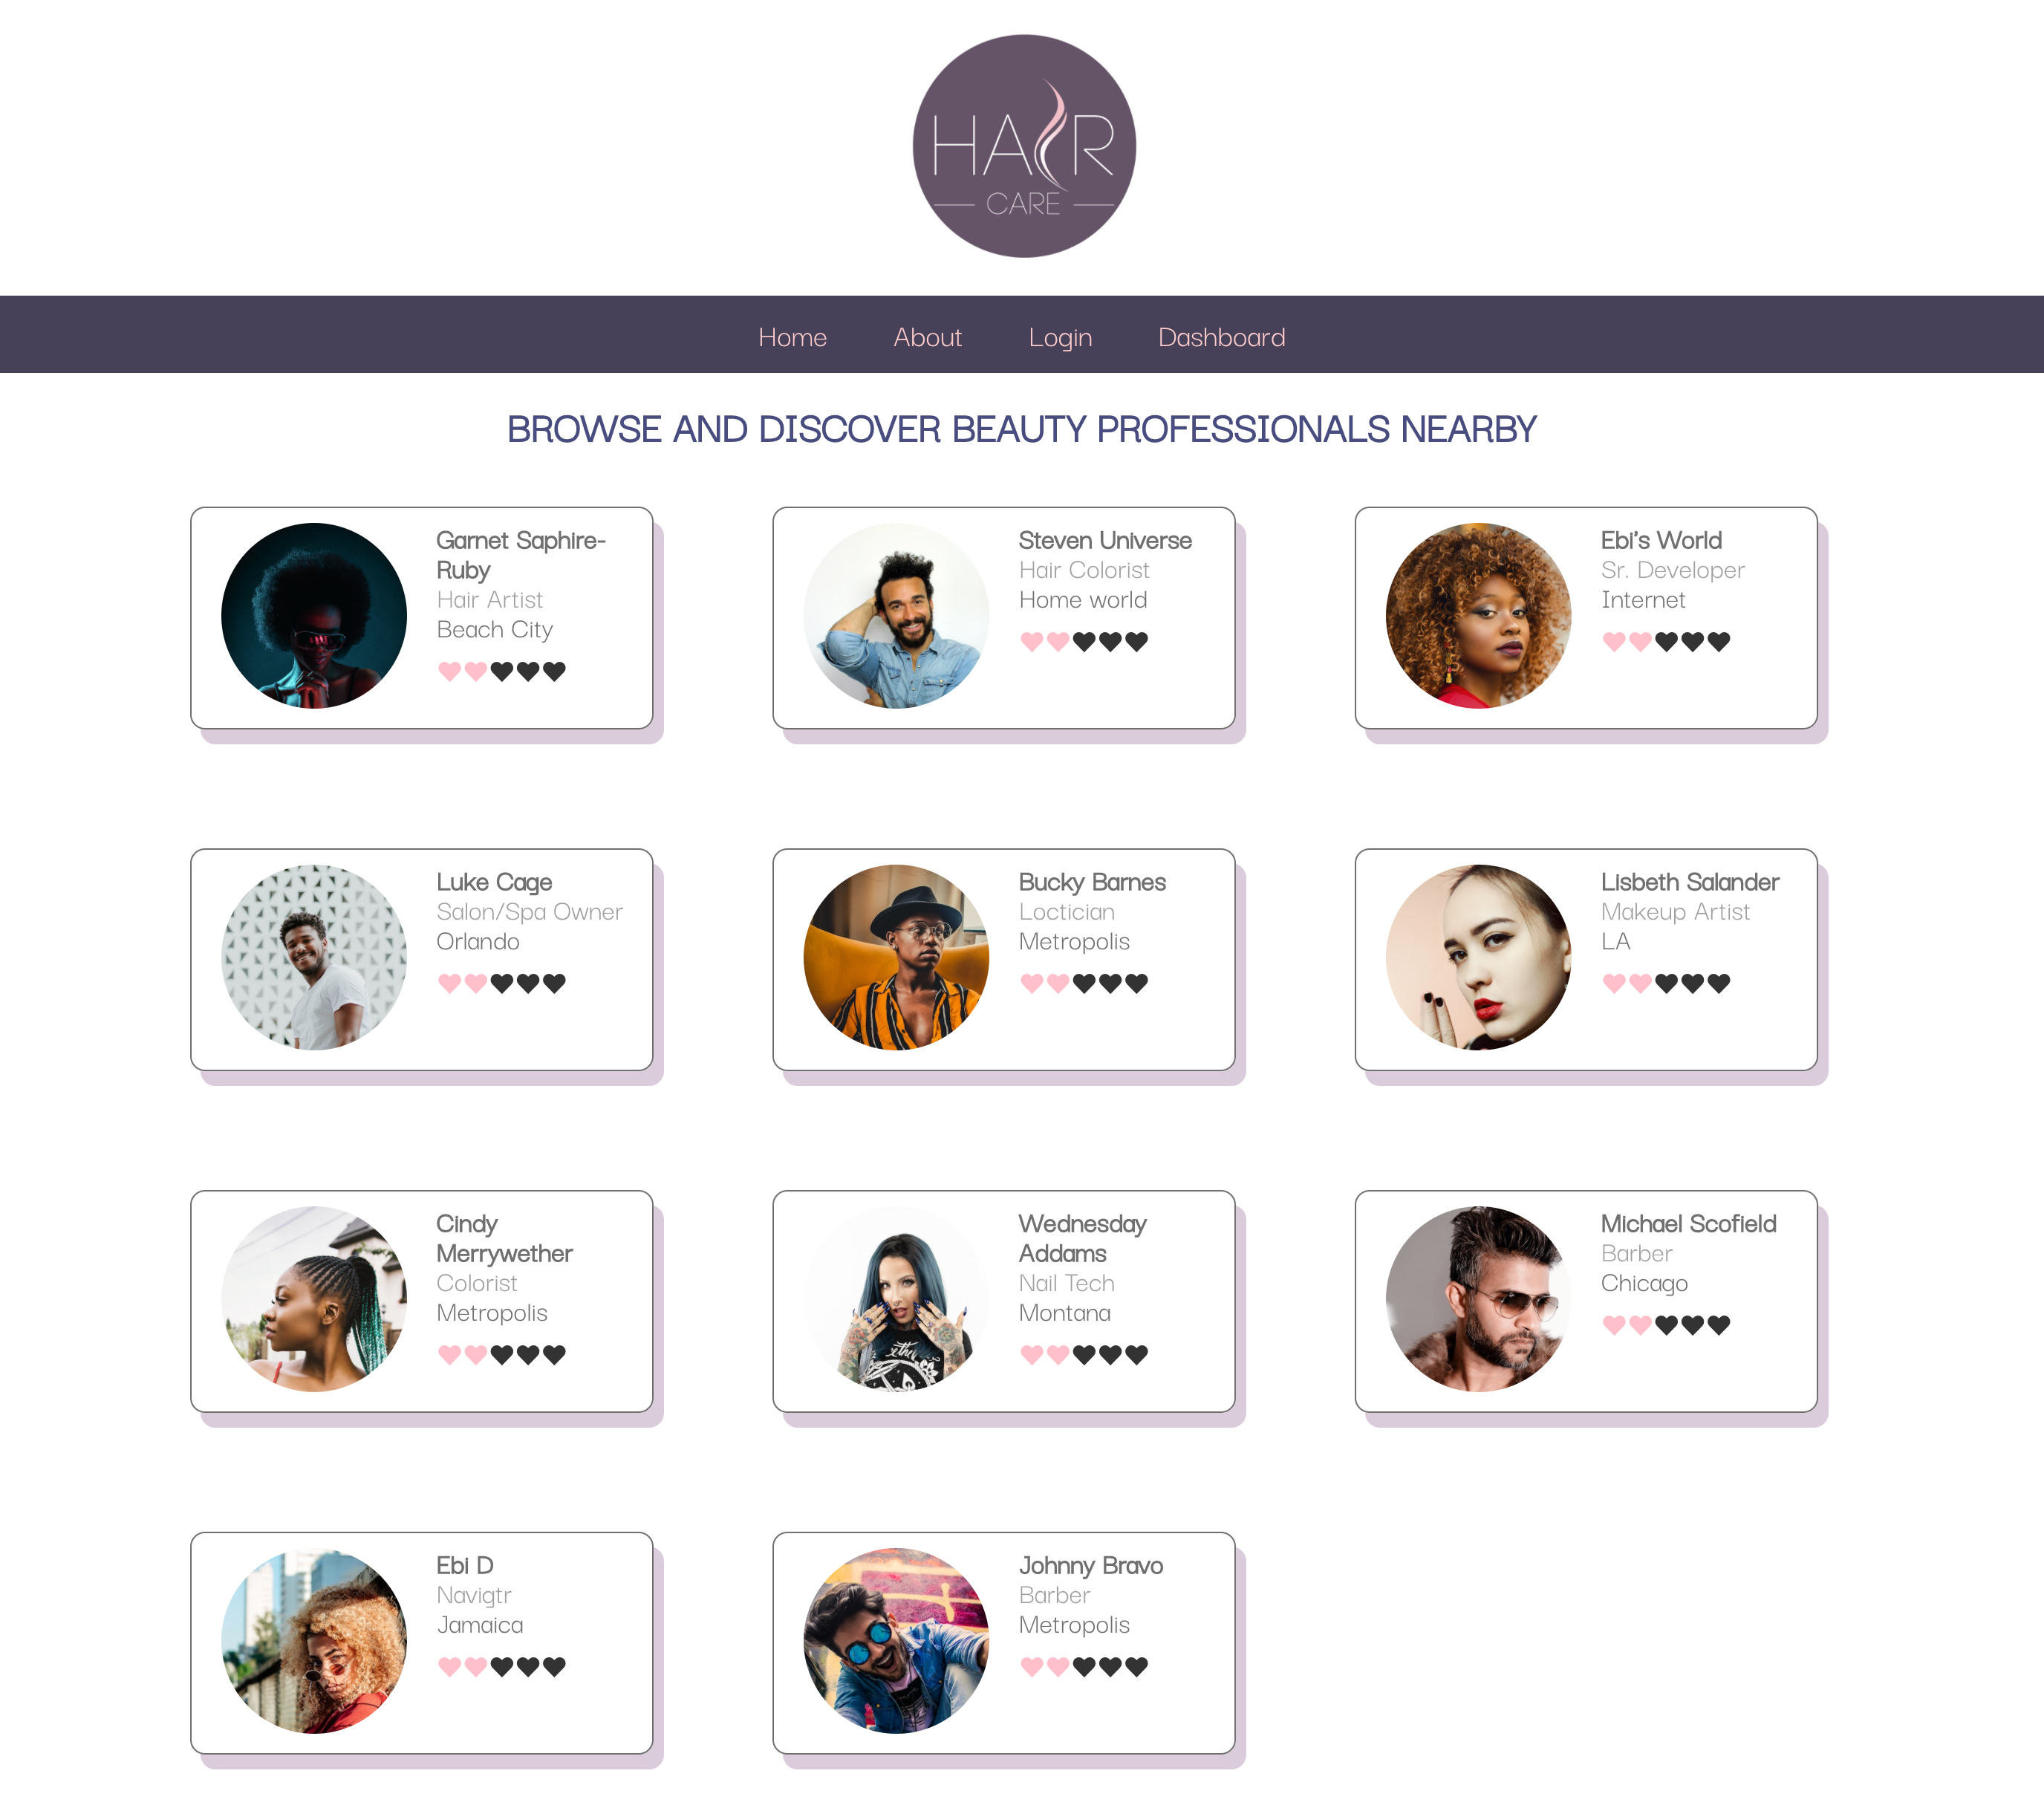 HAIR
CARE
Home About Login Dashboard
BROWSE AND DISCOVER BEAUTY PROFESSIONALS NEARBY
Garnet Saphire-
Ruby
Hair Artist
Beach City
Steven Universe
Hair Colorist
Home world
Ebi's World
Sr. Developer
Internet
Luke Cage
Salon/Spa Owner
Orlando
Bucky Barnes
Loctician
Metropolis
Lisbeth Salander
Makeup Artist
LA
Cindy
Merrywether
Colorist
Metropolis
Wednesday
Addams
Nail Tech
Montana
Michael Scofield
Barber
Chicago
Ebi D
Navigtr
Jamaica
Johnny Bravo
Barber
Metropolis